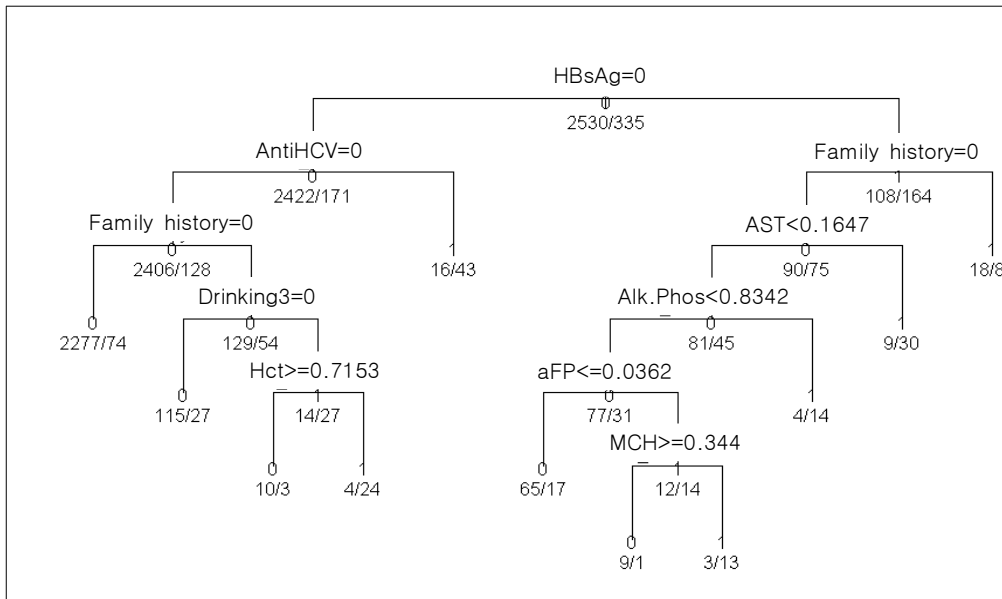 HBsAg=0
0
2530/335
AntiHCV=0 Family history=0
0 1
2422/171 108/164
Family history=0 AST<0.1647
0 1 0 1
2406/128 16/43 90/75 18/8
Drinking3=0 Alk.Phos<0.8342
0 0 0 1
2277/74 129/54 81/45 9/30
Hct>=0.7153 aFP<=0.0362
0 1 0 1
115/27 14/27 77/31 4/14
MCH>=0.344
0 1 0 1
10/3 4/24 65/17 12/14
0 1
9/1 3/13